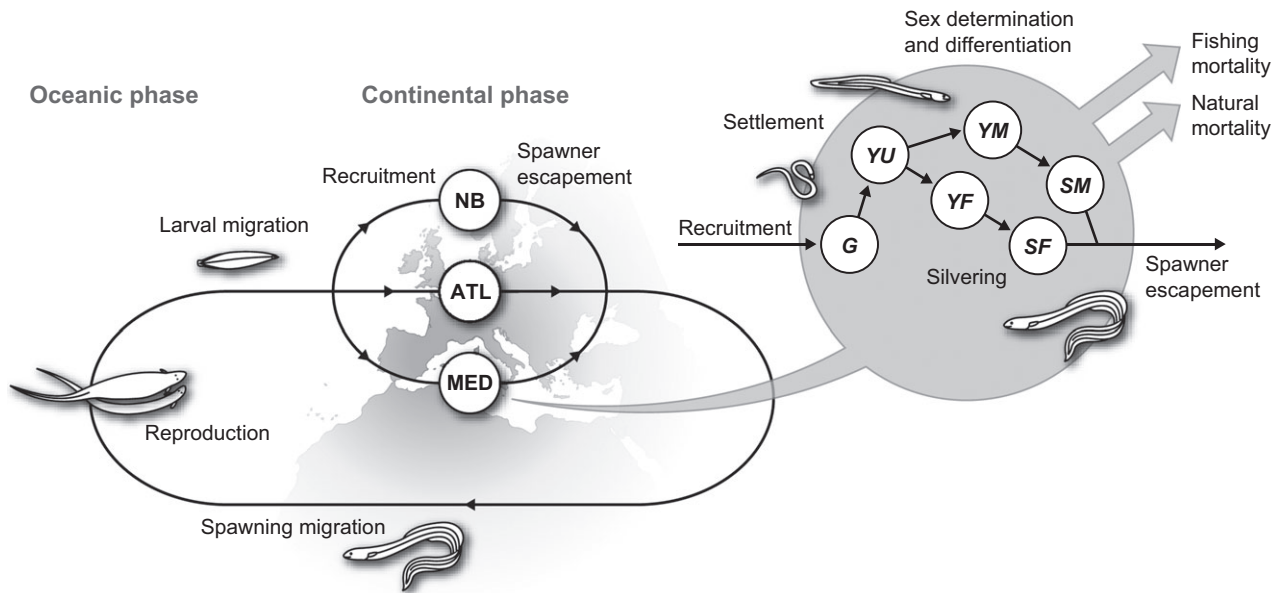 Oceanic phase
Continental phase
Recruitment
Spawner
escapement
Larval migration
NB
ATL
MED
Reproduction
Spawning migration
Sex determination
and differentiation
Fishing
mortality
Natural
mortality
Settlement
YU
YM
YF
SM
Recruitment
G
SF
Silvering
Spawner
escapement